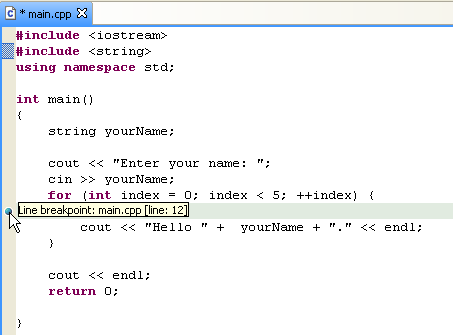 * main.cpp
#include <iostream>
#include <string>
using namespace std;
int main()
{
string yourName;
cout << "Enter your name: ";
cin >> yourName;
for (int index = 0; index < 5; ++index) {
Line breakpoint: main.cpp [line: 12]
cout << "Hello " + yourName + "." << endl;
}
cout << endl;
return 0;
}